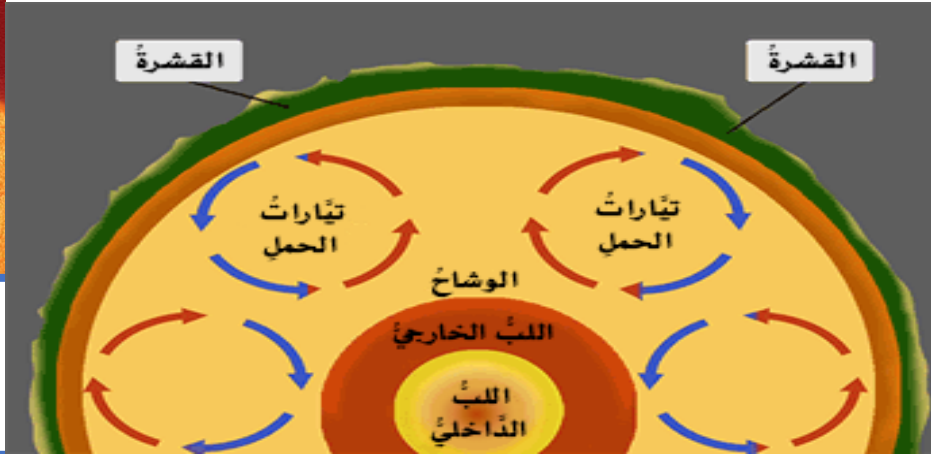 القشرةُ
القشرةُ
تيَّاراتُ
الحملِ
تيَّاراتُ
الحملِ
الوشاحُ
اللبُّ الخارجيُّ
اللبُّ
الدَّاخليُّ